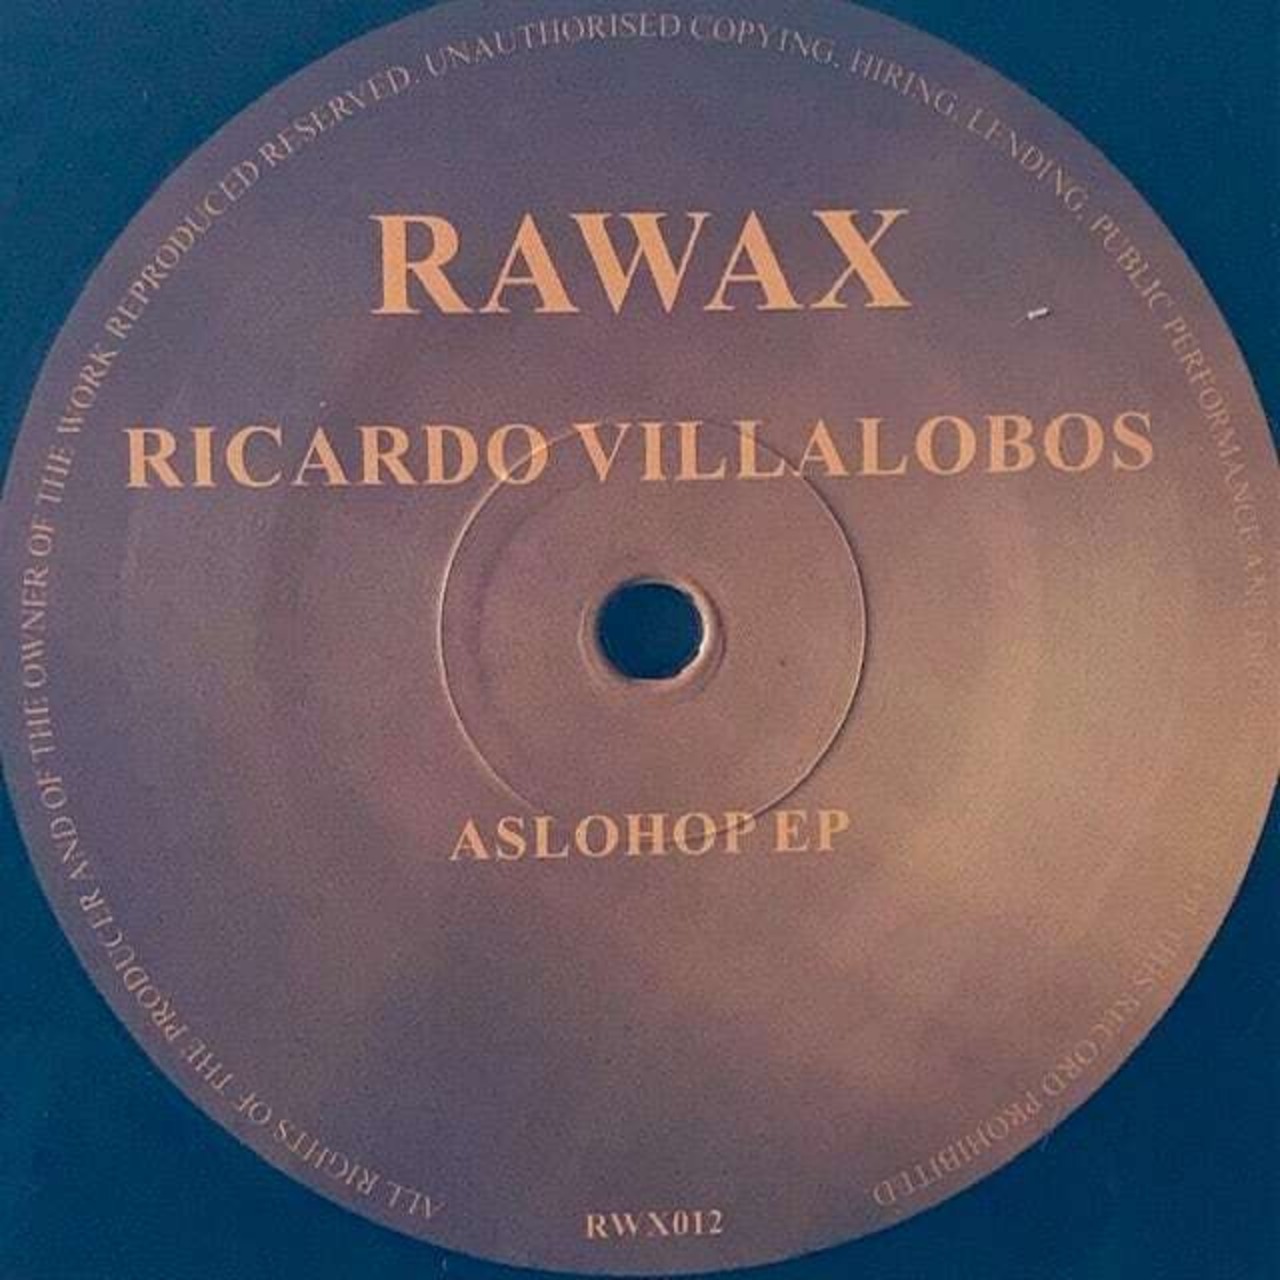 RAWAX
RICARDO VILLALOBOS
ASLOHOP EP
RWX012
ALL RIGHTS OF THE PRODUCER AND OF THE OWNER OF THE WORK REPRODUCED RESERVED. UNAUTHORISED COPYING, HIRING, LENDING, PUBLIC PERFORMANCE THIS RECORD PROHIBITED